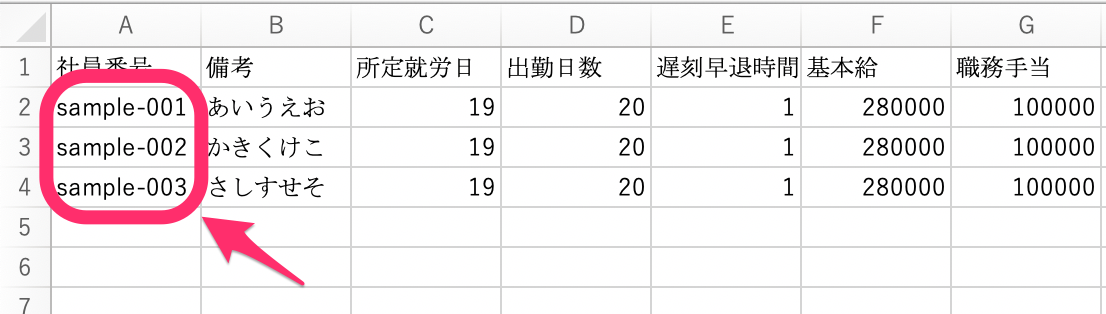 A B C D E F G
1 社員番号 備考 所定就労日 出勤日数 遅刻早退時間 基本給 職務手当
2 sample-001 あいうえお 19 20 1 280000 100000
3 sample-002 かきくけこ 19 20 1 280000 100000
4 sample-003 さしすせそ 19 20 1 280000 100000
5
6
7